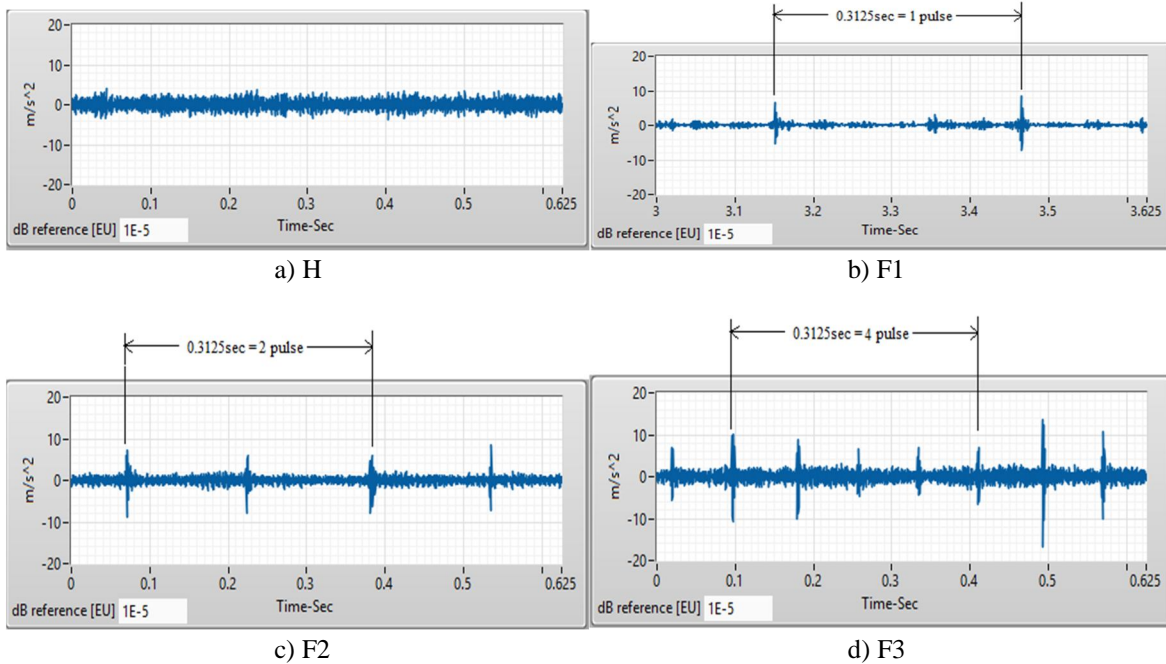 20
10
0
-10
-20
m/s^2
0 0.1 0.2 0.3 0.4 0.5 0.625
dB reference [EU] 1E-5 Time-Sec
a) H
0.3125sec = 1 pulse
20
10
0
-10
-20
m/s^2
3 3.1 3.2 3.3 3.4 3.5 3.625
dB reference [EU] 1E-5 Time-Sec
b) F1
0.3125sec = 2 pulse
20
10
0
-10
-20
m/s^2
0 0.1 0.2 0.3 0.4 0.5 0.625
dB reference [EU] 1E-5 Time-Sec
c) F2
0.3125sec = 4 pulse
20
10
0
-10
-20
m/s^2
0 0.1 0.2 0.3 0.4 0.5 0.625
dB reference [EU] 1E-5 Time-Sec
d) F3